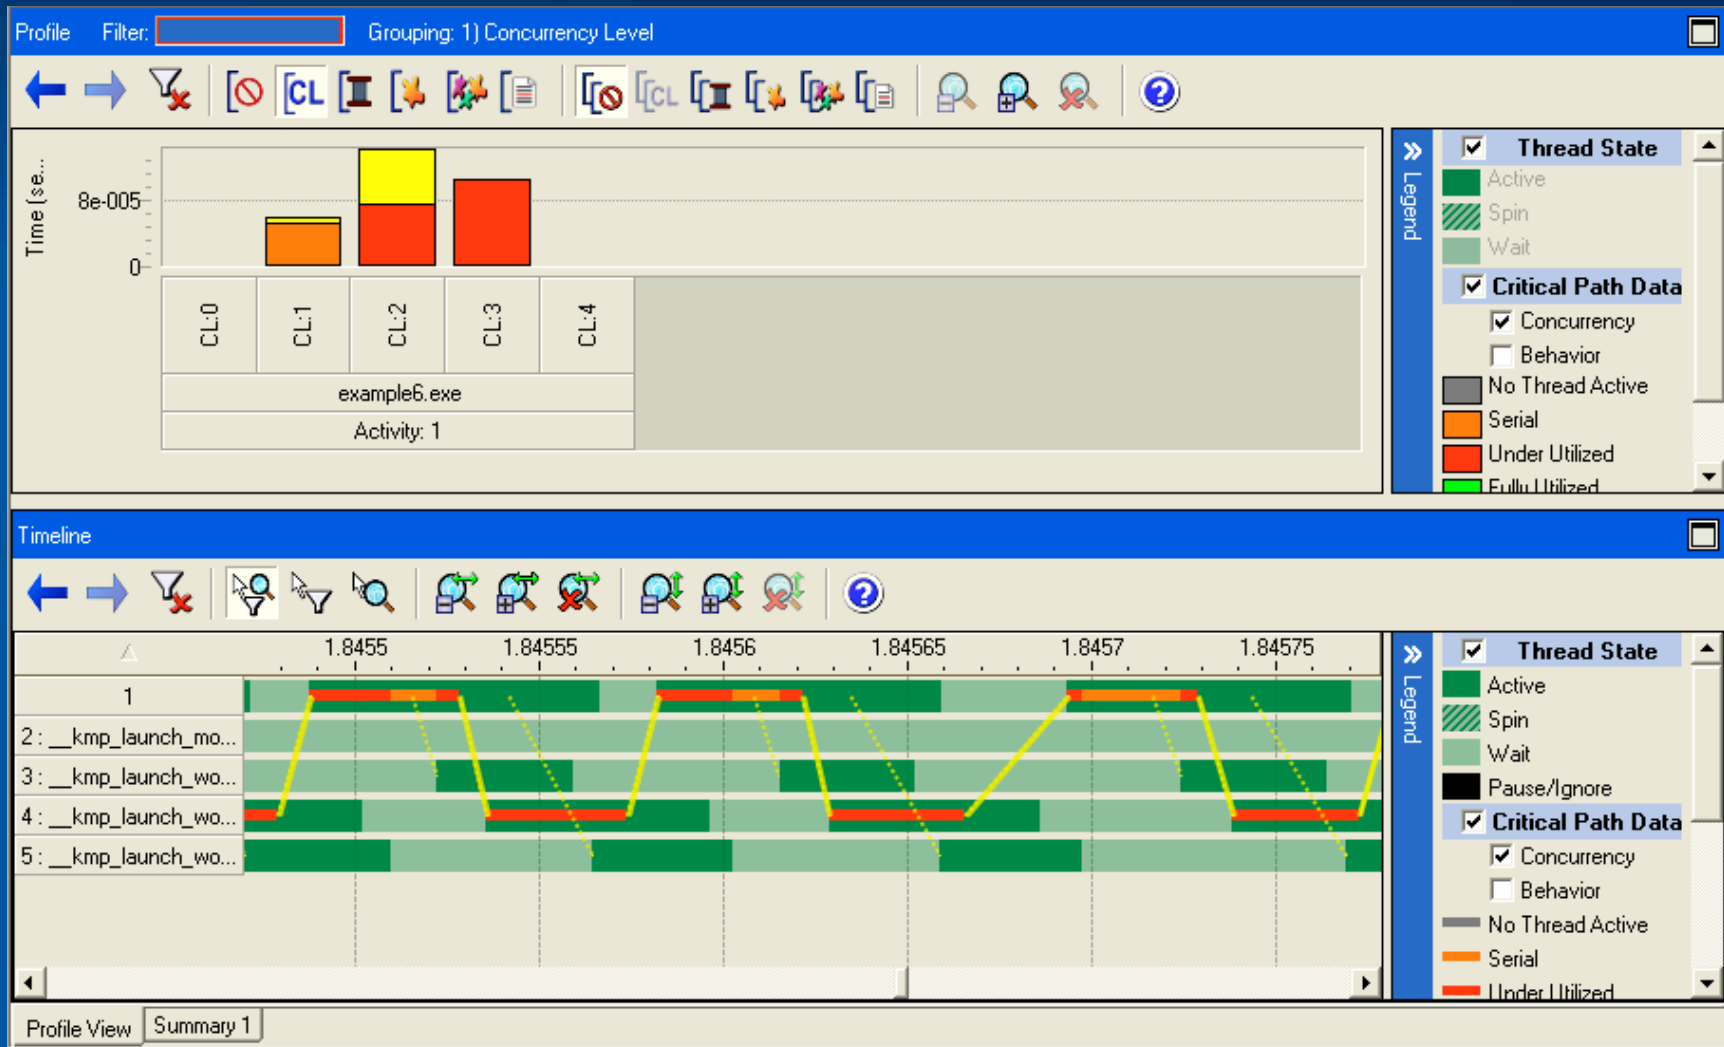 Profile Filter: Grouping: 1) Concurrency Level
CL CL
Time (se...
8e-005
0
CL:0 CL:1 CL:2 CL:3 CL:4
example6.exe
Activity: 1
Legend
Thread State
Active
Spin
Wait
Critical Path Data
Concurrency
Behavior
No Thread Active
Serial
Under Utilized
Fully Utilized
Timeline
1.8455 1.84555 1.8456 1.84565 1.8457 1.84575
1
2 : __kmp_launch_mo...
3 : __kmp_launch_wo...
4 : __kmp_launch_wo...
5 : __kmp_launch_wo...
Legend
Thread State
Active
Spin
Wait
Pause/Ignore
Critical Path Data
Concurrency
Behavior
No Thread Active
Serial
Under Utilized
Profile View Summary 1